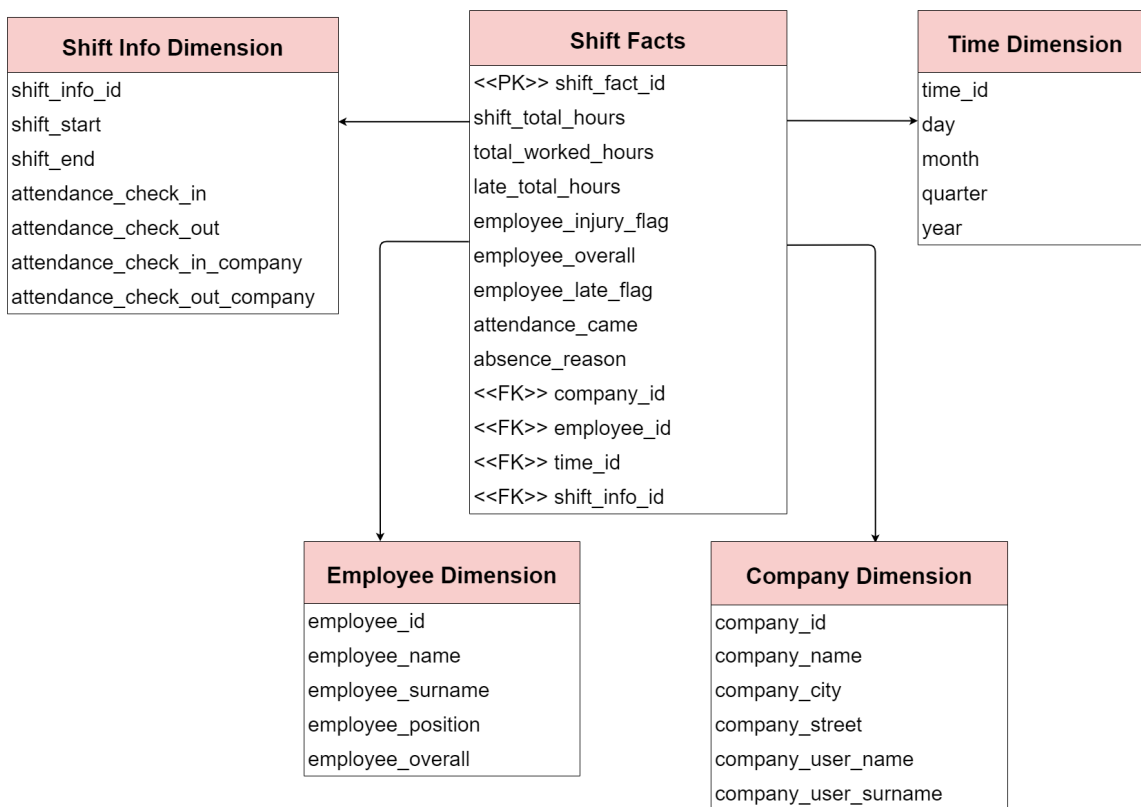 Shift Info Dimension
shift_info_id
shift_start
shift_end
attendance_check_in
attendance_check_out
attendance_check_in_company
attendance_check_out_company
Shift Facts
<<PK>> shift_fact_id
shift_total_hours
total_worked_hours
late_total_hours
employee_injury_flag
employee_overall
employee_late_flag
attendance_came
absence_reason
<<FK>> company_id
<<FK>> employee_id
<<FK>> time_id
<<FK>> shift_info_id
Time Dimension
time_id
day
month
quarter
year
Employee Dimension
employee_id
employee_name
employee_surname
employee_position
employee_overall
Company Dimension
company_id
company_name
company_city
company_street
company_user_name
company_user_surname